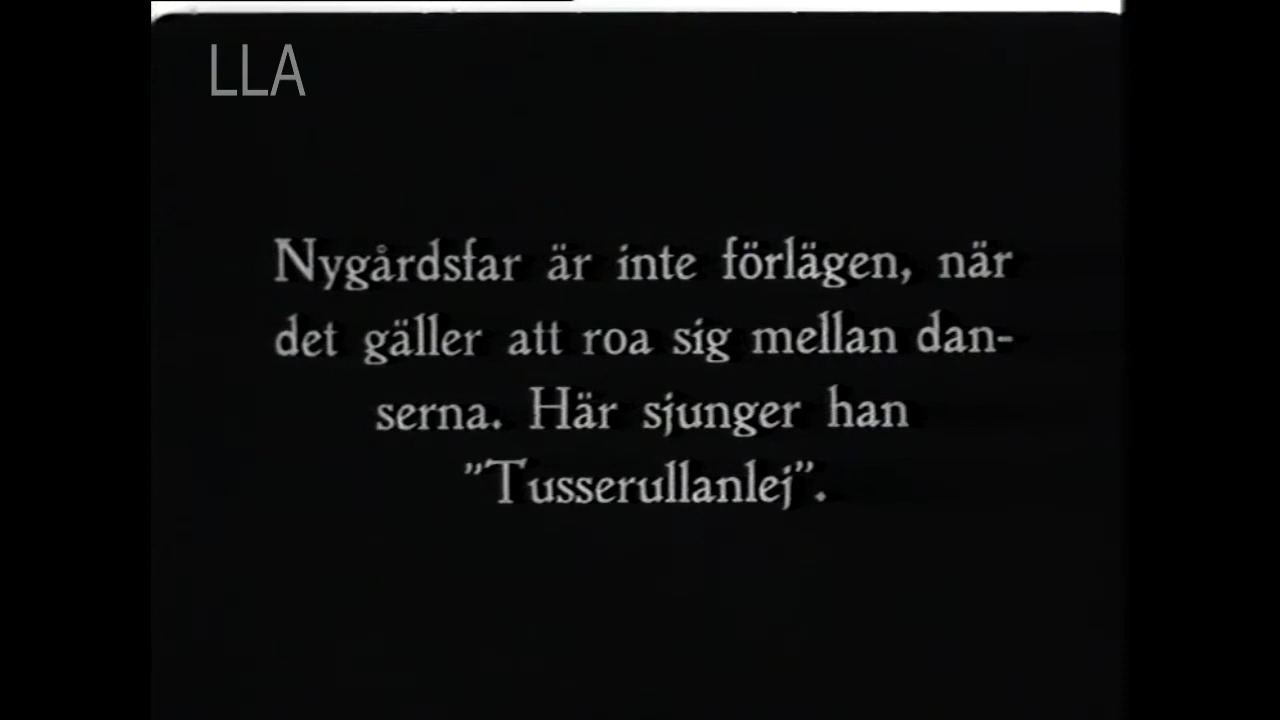 LLA
Nygårdsfar är inte förlägen, när
det gäller att roa sig mellan dan-
serna. Här sjunger han
”Tusserullanlej”.